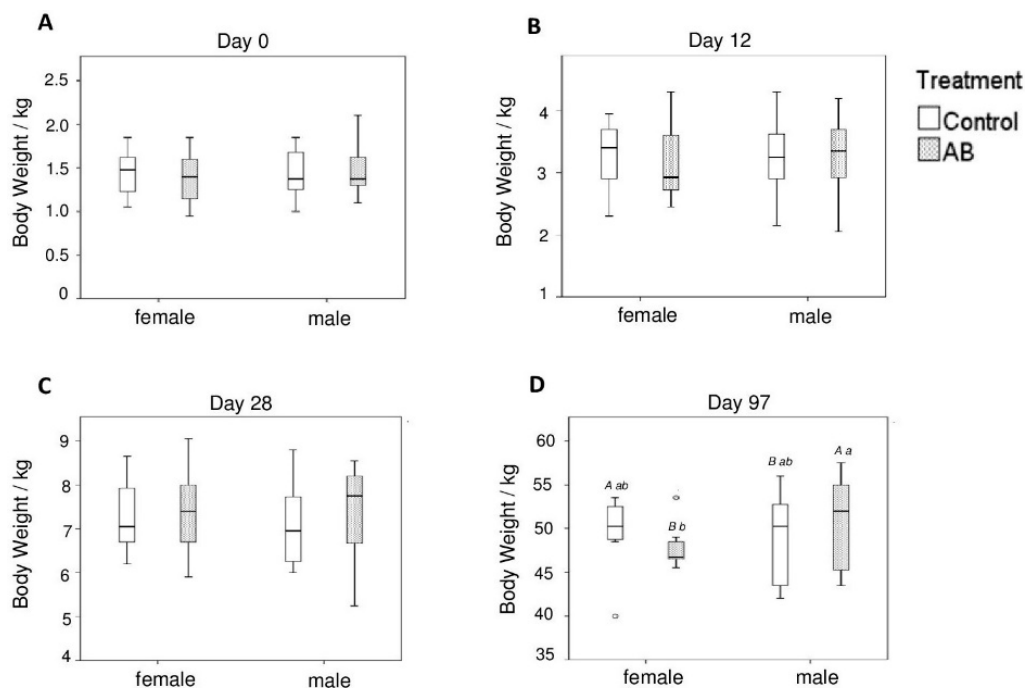 A
Day 0
Body Weight / kg
2.5
2.0
1.5
1.0
0.5
0
female male
B
Day 12
Body Weight / kg
4
3
2
1
female male
Treatment
Control
AB
C
Day 28
Body Weight / kg
9
8
7
6
5
4
female male
D
Day 97
Body Weight / kg
60
55
50
45
40
35
A ab
B b
B ab
A a
female male